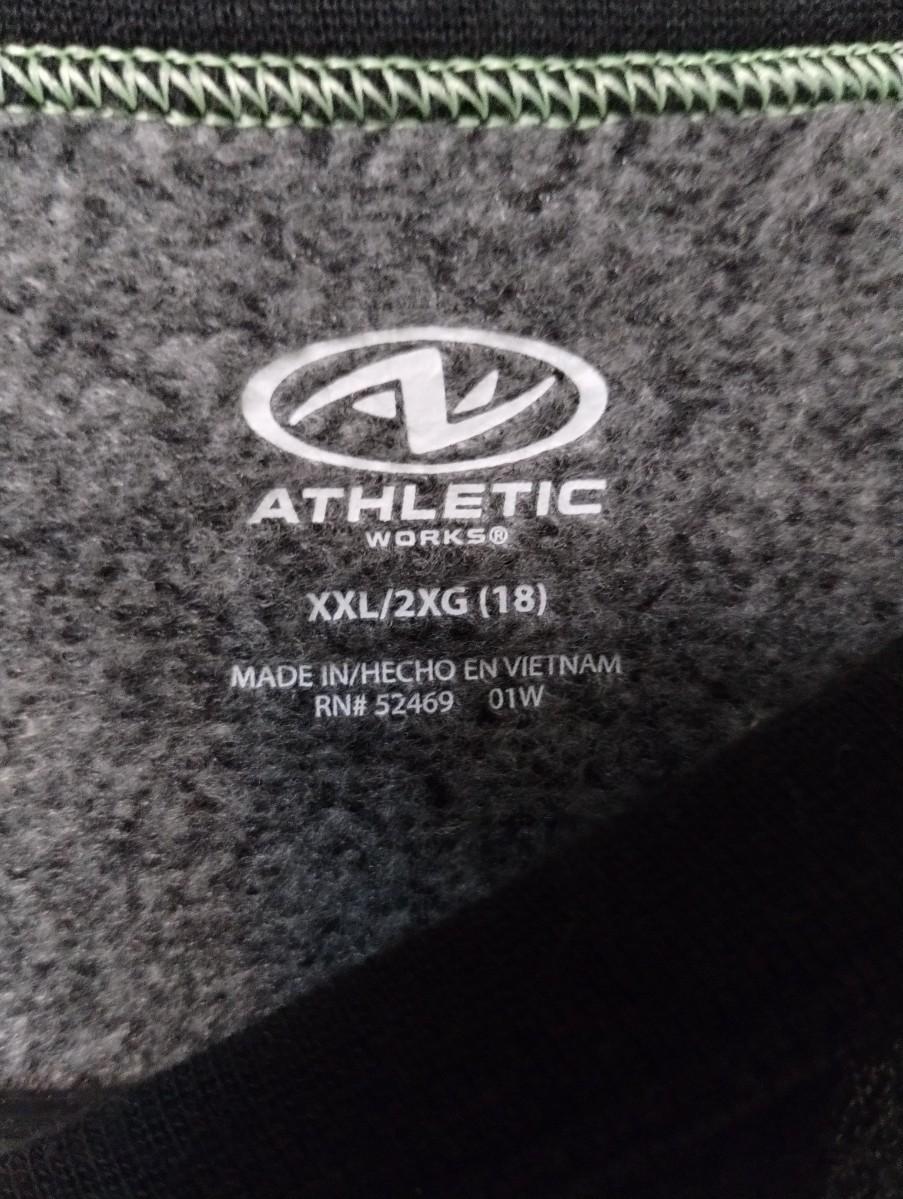 ATHLETIC
WORKS®
XXL/2XG (18)
MADE IN/HECHO EN VIETNAM
RN# 52469 01W